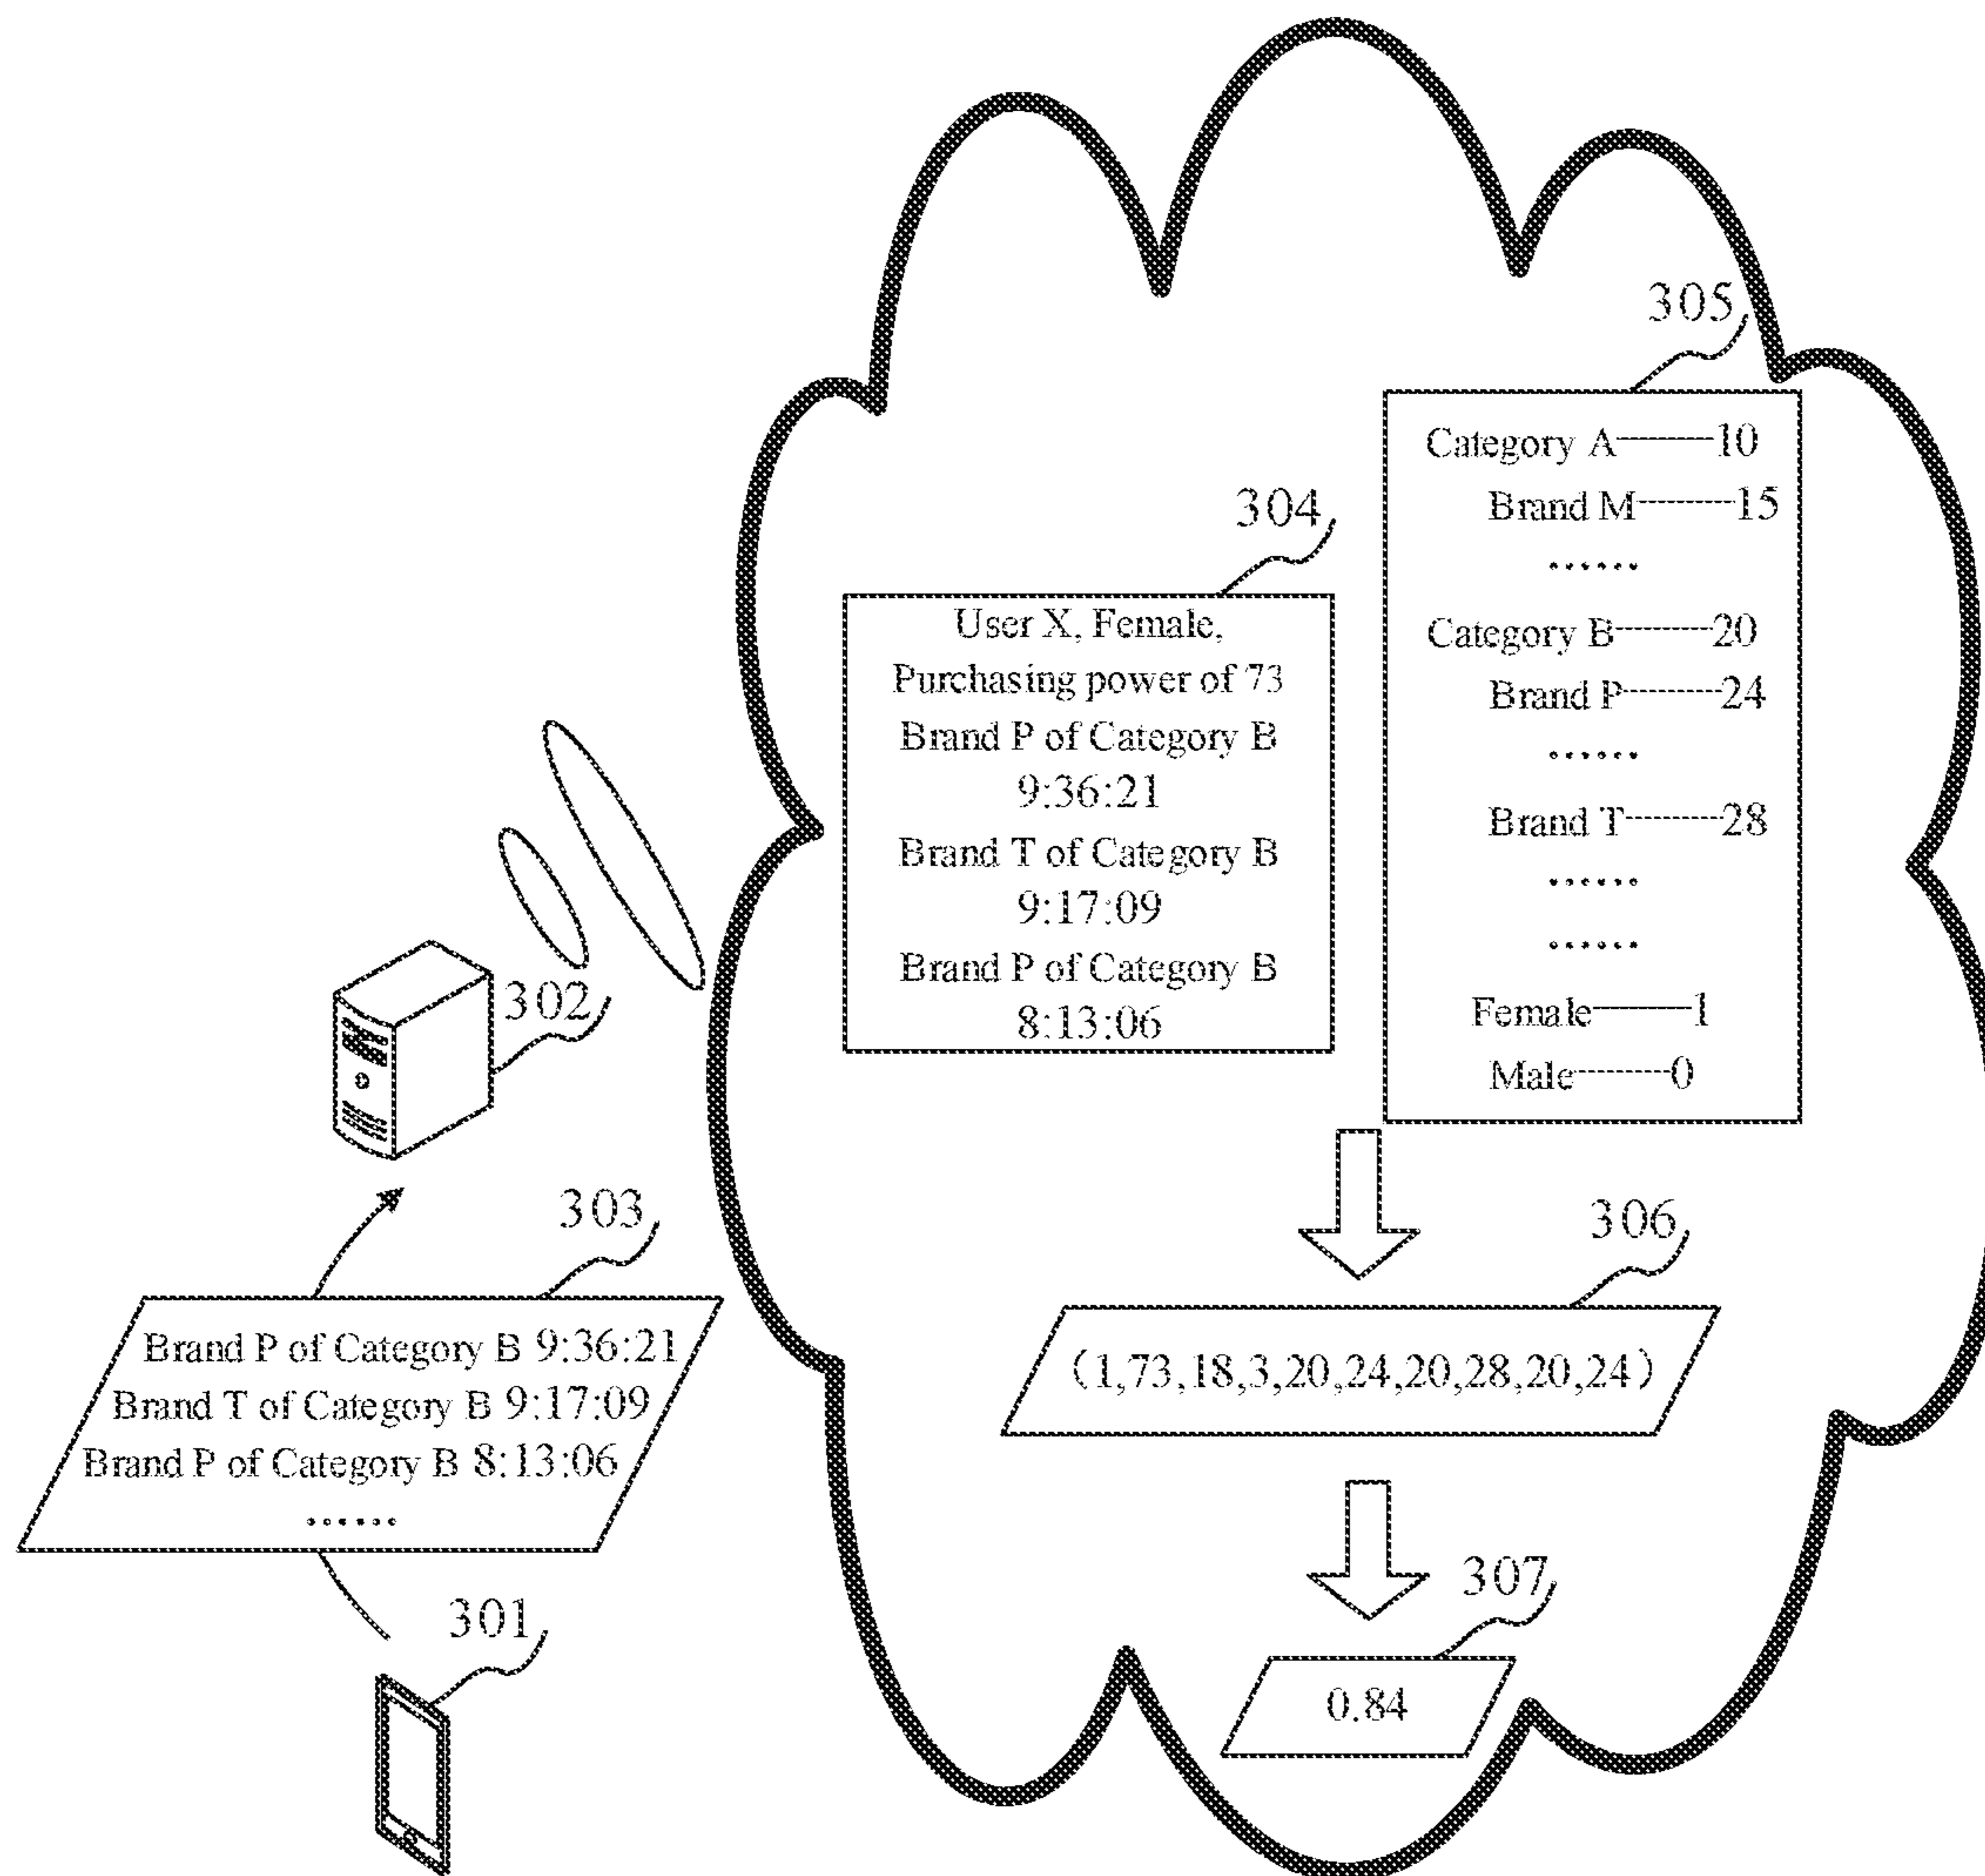 305
Category A 10
Brand M 15
......
Category B 20
Brand P 24
......
Brand T 28
......
......
Female 1
Male 0
304
User X, Female,
Purchasing power of 73
Brand P of Category B
9:36:21
Brand T of Category B
9:17:09
Brand P of Category B
8:13:06
302
303
Brand P of Category B 9:36:21
Brand T of Category B 9:17:09
Brand P of Category B 8:13:06
......
301
306
(1,73,18,3,20,24,20,28,20,24)
307
0.84